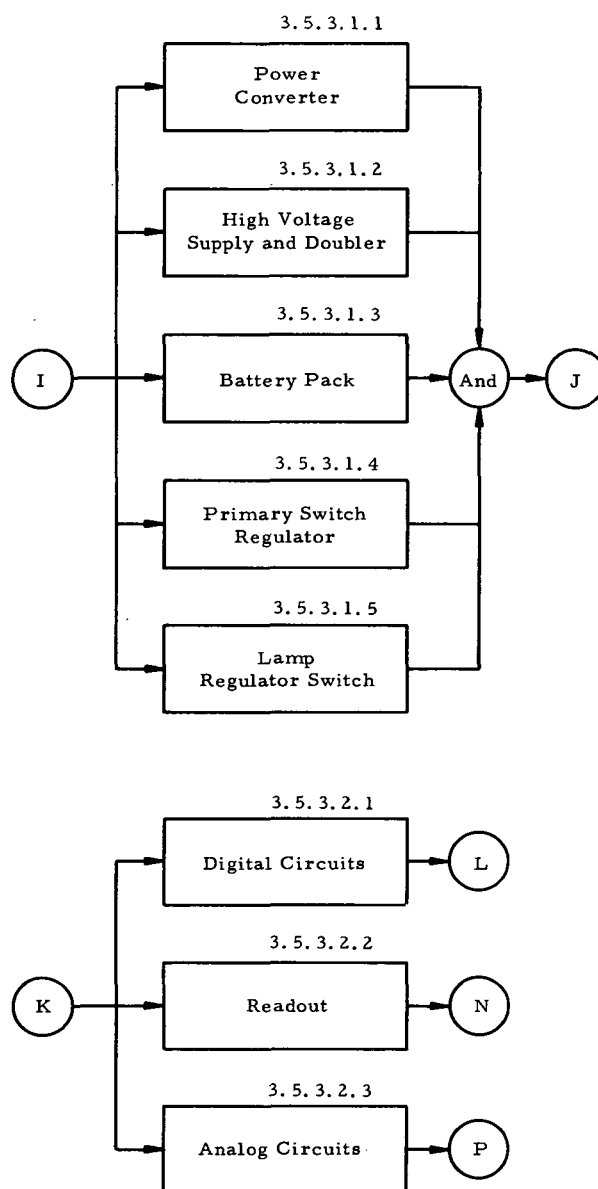 3.5.3.1.1
Power
Converter
3.5.3.1.2
High Voltage
Supply and Doubler
3.5.3.1.3
I
Battery Pack
And
J
3.5.3.1.4
Primary Switch
Regulator
3.5.3.1.5
Lamp
Regulator Switch
3.5.3.2.1
Digital Circuits
L
3.5.3.2.2
K
Readout
N
3.5.3.2.3
Analog Circuits
P